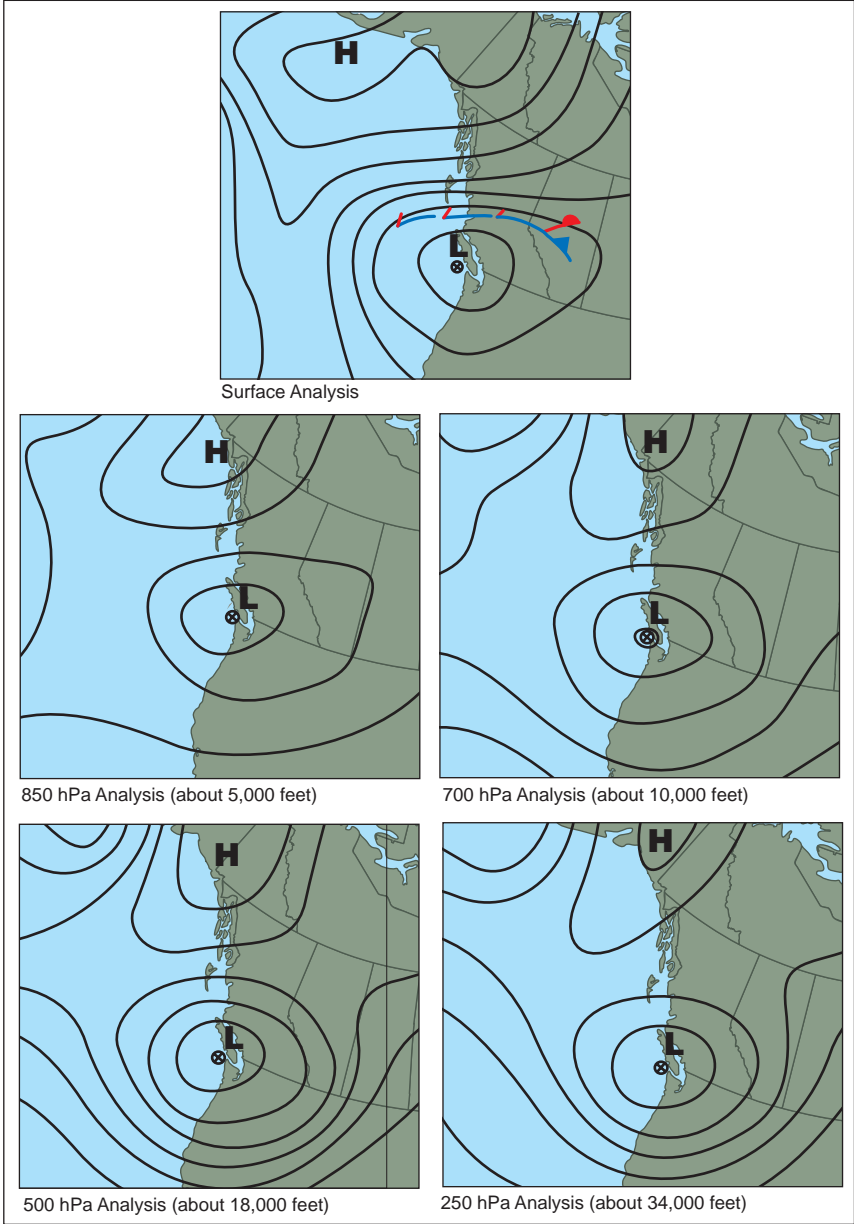 H
L
Surface Analysis
H
L
850 hPa Analysis (about 5,000 feet)
H
L
700 hPa Analysis (about 10,000 feet)
H
L
500 hPa Analysis (about 18,000 feet)
H
L
250 hPa Analysis (about 34,000 feet)